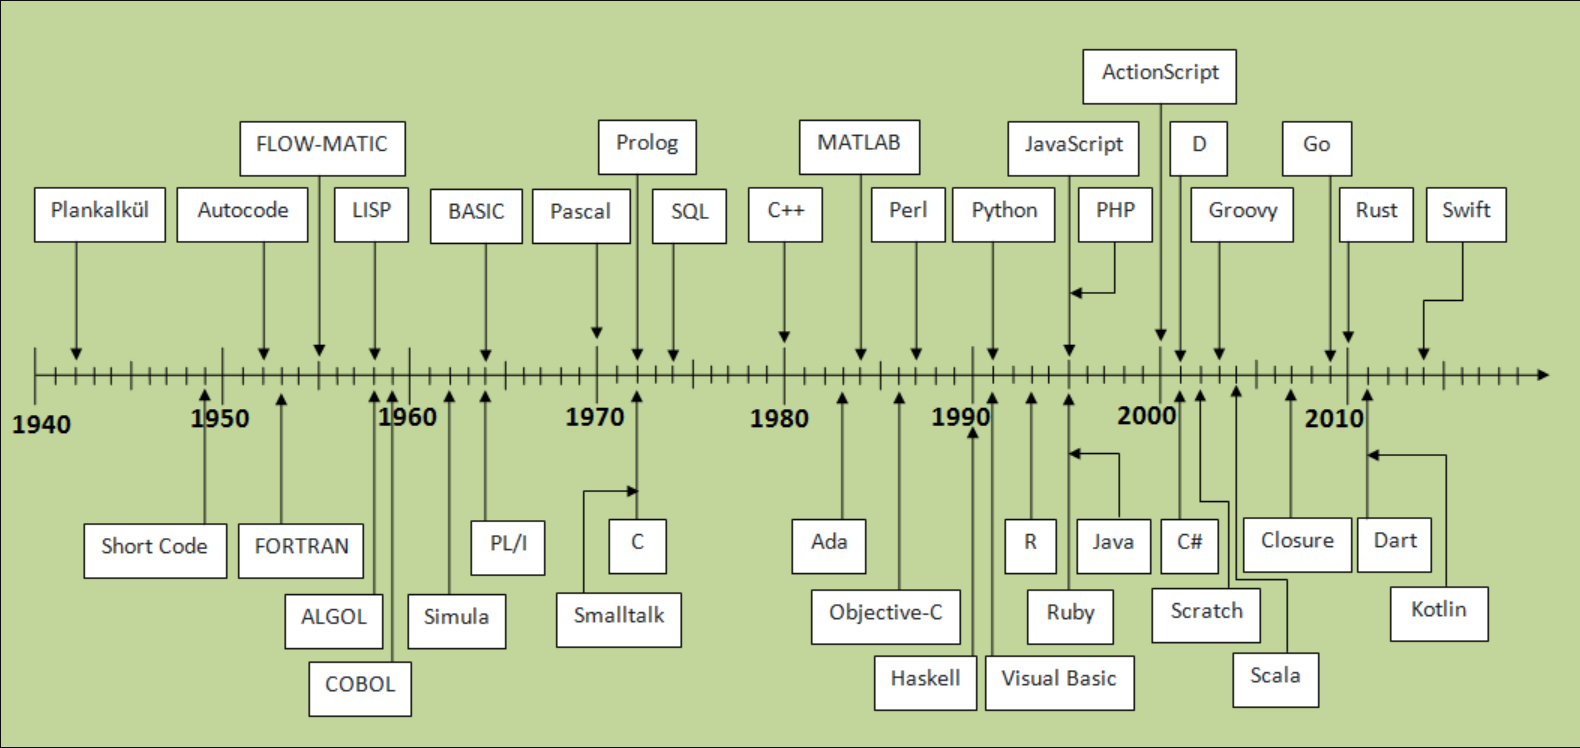 ActionScript
FLOW-MATIC
Prolog
MATLAB
JavaScript
D
Go
Plankalkül
Autocode
LISP
BASIC
Pascal
SQL
C++
Perl
Python
PHP
Groovy
Rust
Swift
1940
1950
1960
1970
1980
1990
2000
2010
Short Code
FORTRAN
PL/I
C
Ada
R
Java
C#
Closure
Dart
ALGOL
Simula
Smalltalk
Objective-C
Ruby
Scratch
Kotlin
COBOL
Haskell
Visual Basic
Scala